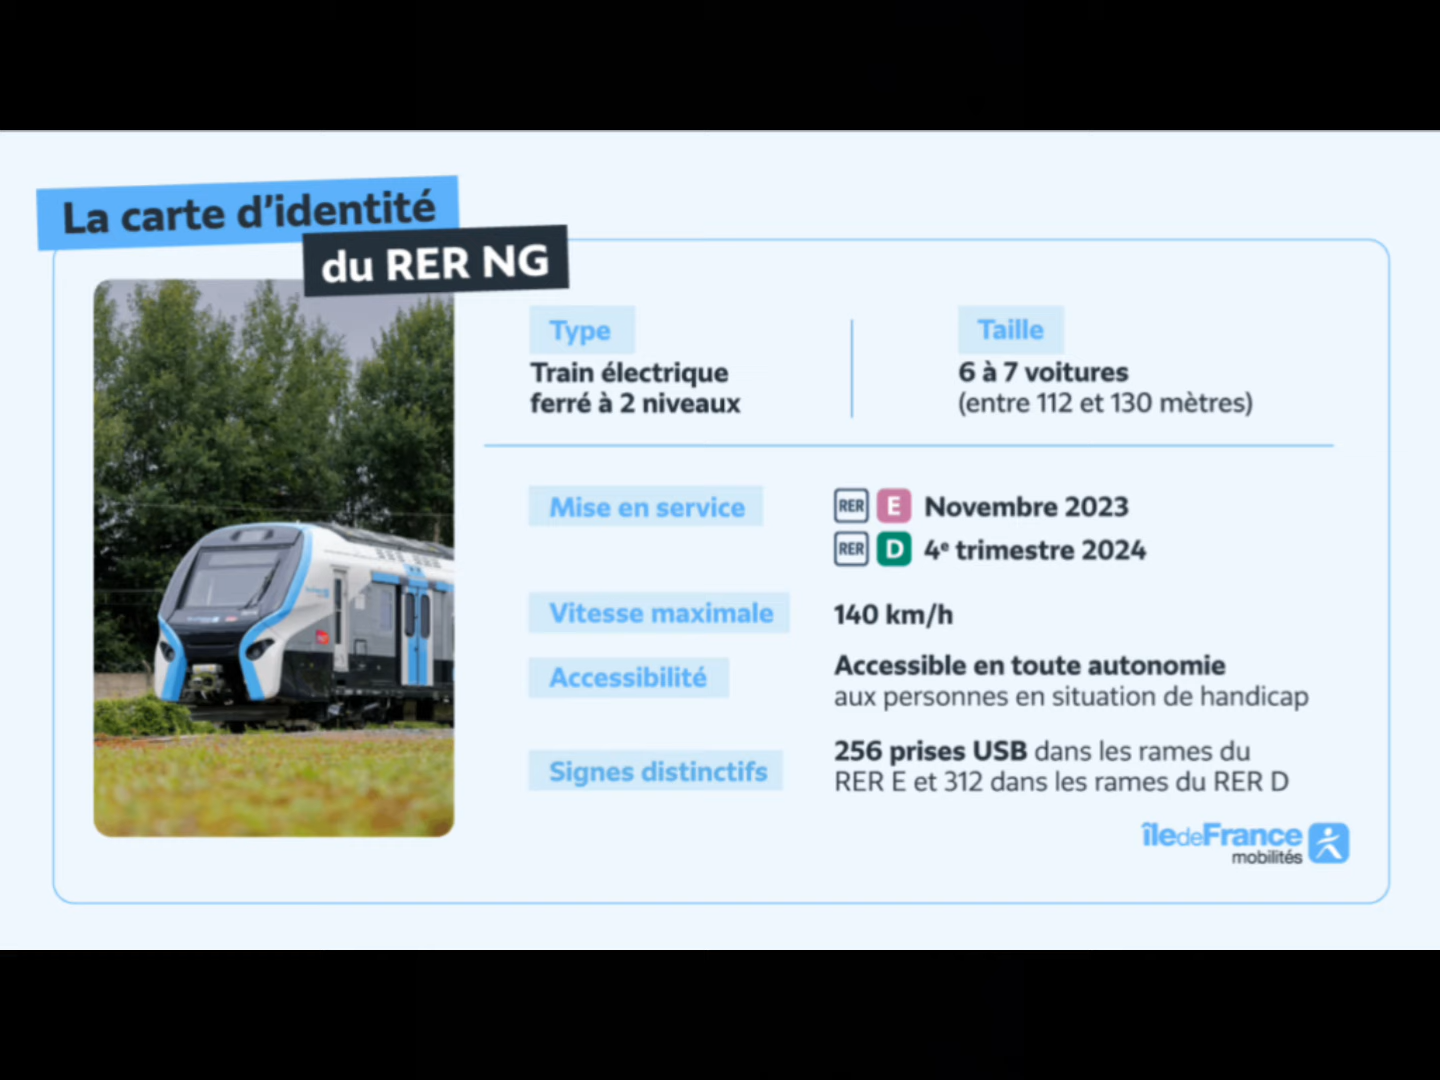 La carte d'identité
du RER NG
Type
Train électrique
ferré à 2 niveaux
Taille
6 à 7 voitures
(entre 112 et 130 mètres)
Mise en service
RER E Novembre 2023
RER D 4e trimestre 2024
Vitesse maximale
140 km/h
Accessibilité
Accessible en toute autonomie
aux personnes en situation de handicap
Signes distinctifs
256 prises USB dans les rames du
RER E et 312 dans les rames du RER D
îledeFrance
mobilités